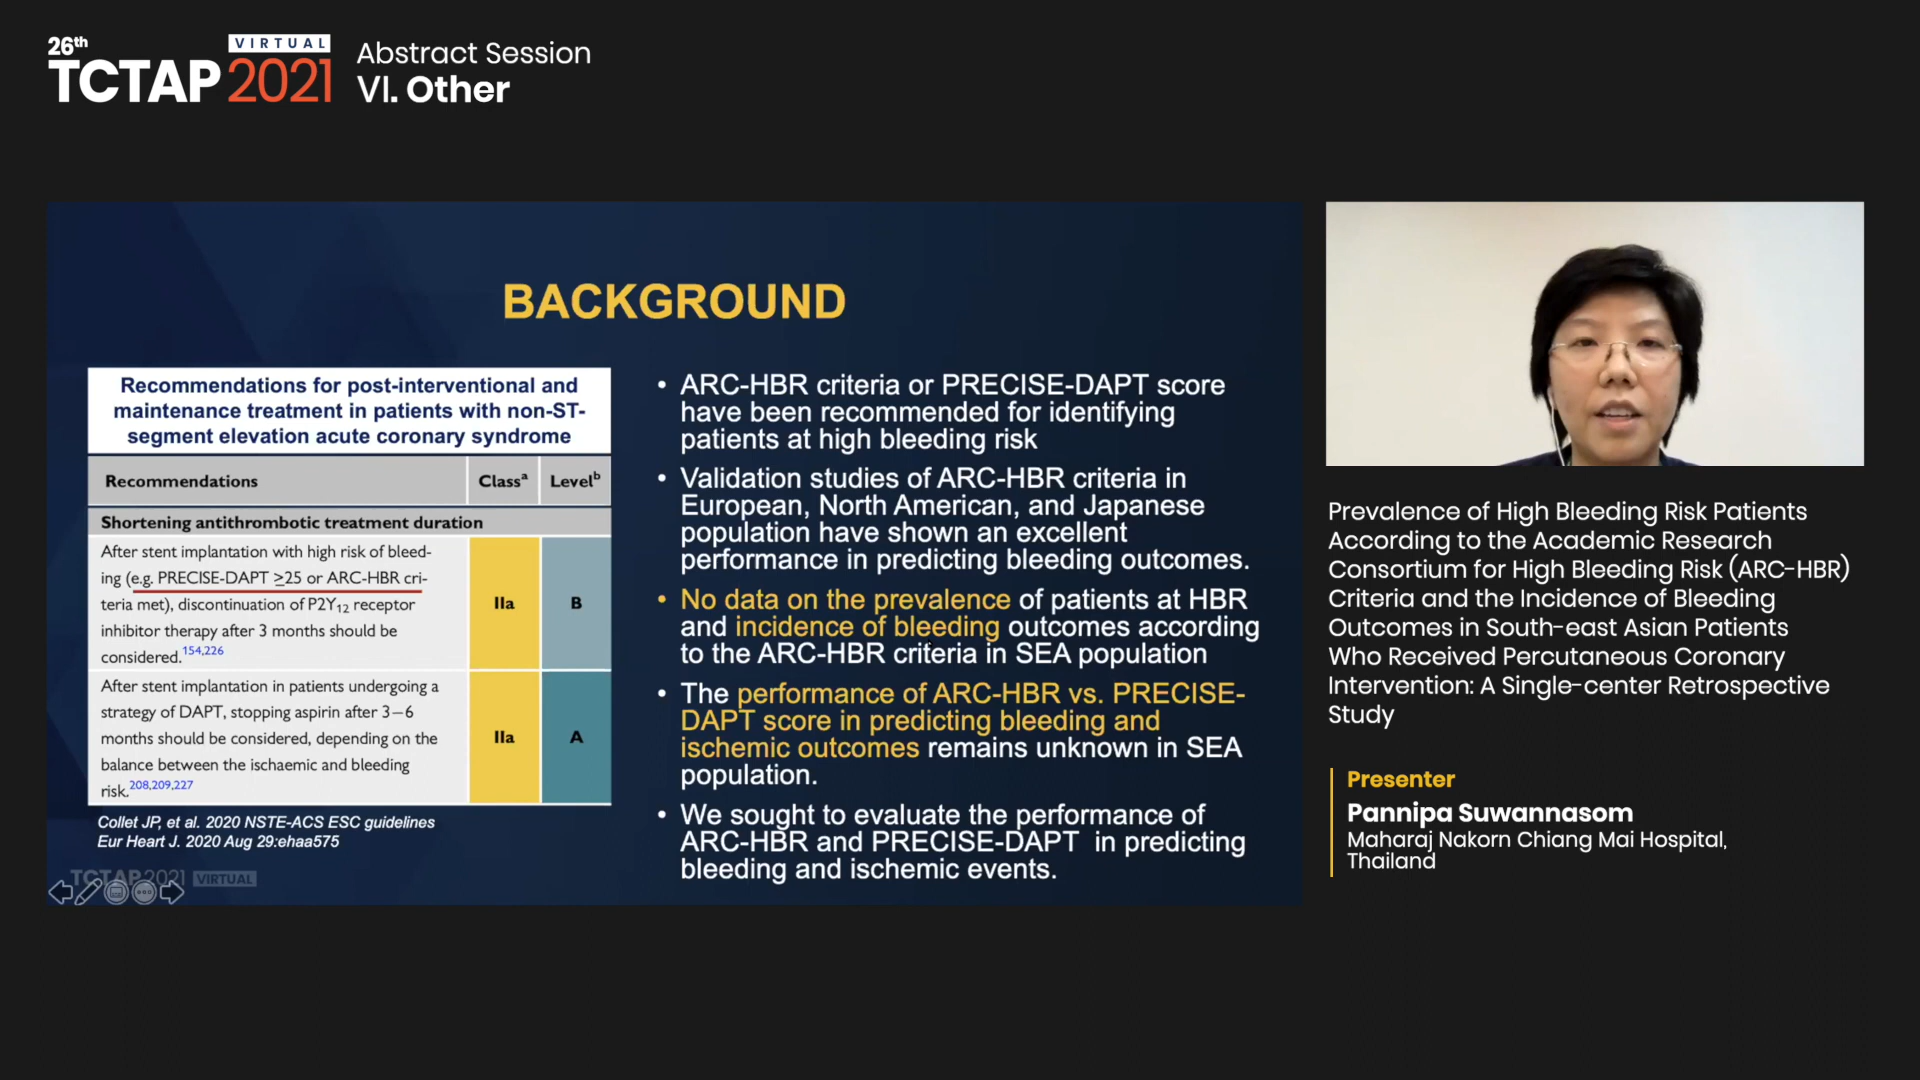 26th
VIRTUAL
TCTAP 2021
Abstract Session
VI. Other
BACKGROUND
Recommendations for post-interventional and
maintenance treatment in patients with non-ST-
segment elevation acute coronary syndrome
Recommendations Classᵃ Levelᵇ
Shortening antithrombotic treatment duration
After stent implantation with high risk of bleed-
ing (e.g. PRECISE-DAPT ≥25 or ARC-HBR cri-
teria met), discontinuation of P2Y₁₂ receptor
inhibitor therapy after 3 months should be
considered.154,226
IIa B
After stent implantation in patients undergoing a
strategy of DAPT, stopping aspirin after 3–6
months should be considered, depending on the
balance between the ischaemic and bleeding
risk.208,209,227
IIa A
Collet JP, et al. 2020 NSTE-ACS ESC guidelines
Eur Heart J. 2020 Aug 29:ehaa575
TCTAP2021 VIRTUAL
• ARC-HBR criteria or PRECISE-DAPT score
have been recommended for identifying
patients at high bleeding risk
• Validation studies of ARC-HBR criteria in
European, North American, and Japanese
population have shown an excellent
performance in predicting bleeding outcomes.
• No data on the prevalence of patients at HBR
and incidence of bleeding outcomes according
to the ARC-HBR criteria in SEA population
• The performance of ARC-HBR vs. PRECISE-
DAPT score in predicting bleeding and
ischemic outcomes remains unknown in SEA
population.
• We sought to evaluate the performance of
ARC-HBR and PRECISE-DAPT in predicting
bleeding and ischemic events.
Prevalence of High Bleeding Risk Patients
According to the Academic Research
Consortium for High Bleeding Risk (ARC-HBR)
Criteria and the Incidence of Bleeding
Outcomes in South-east Asian Patients
Who Received Percutaneous Coronary
Intervention: A Single-center Retrospective
Study
Presenter
Pannipa Suwannasom
Maharaj Nakorn Chiang Mai Hospital,
Thailand